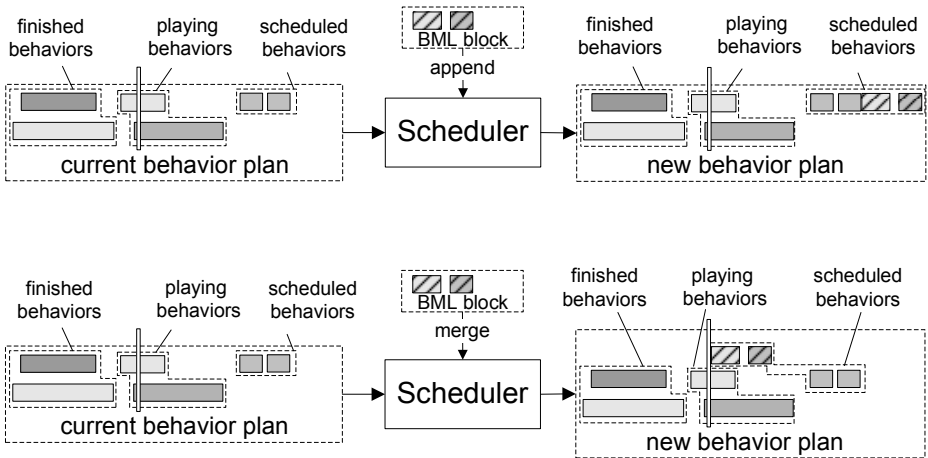 finished
behaviors
playing
behaviors
scheduled
behaviors
current behavior plan
BML block
append
Scheduler
finished
behaviors
playing
behaviors
scheduled
behaviors
new behavior plan
finished
behaviors
playing
behaviors
scheduled
behaviors
current behavior plan
BML block
merge
Scheduler
finished
behaviors
playing
behaviors
scheduled
behaviors
new behavior plan